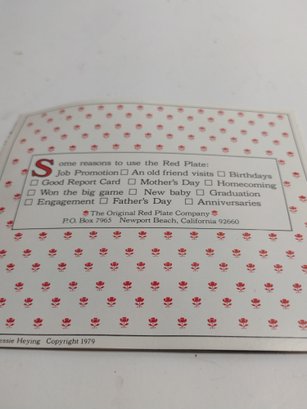 Some reasons to use the Red Plate:
Job Promotion □ An old friend visits □ Birthdays
□ Good Report Card □ Mother's Day □ Homecoming
□ Won the big game □ New baby □ Graduation
□ Engagement □ Father's Day □ Anniversaries
The Original Red Plate Company
P.O. Box 7965 Newport Beach, California 92660
essie Heying Copyright 1979